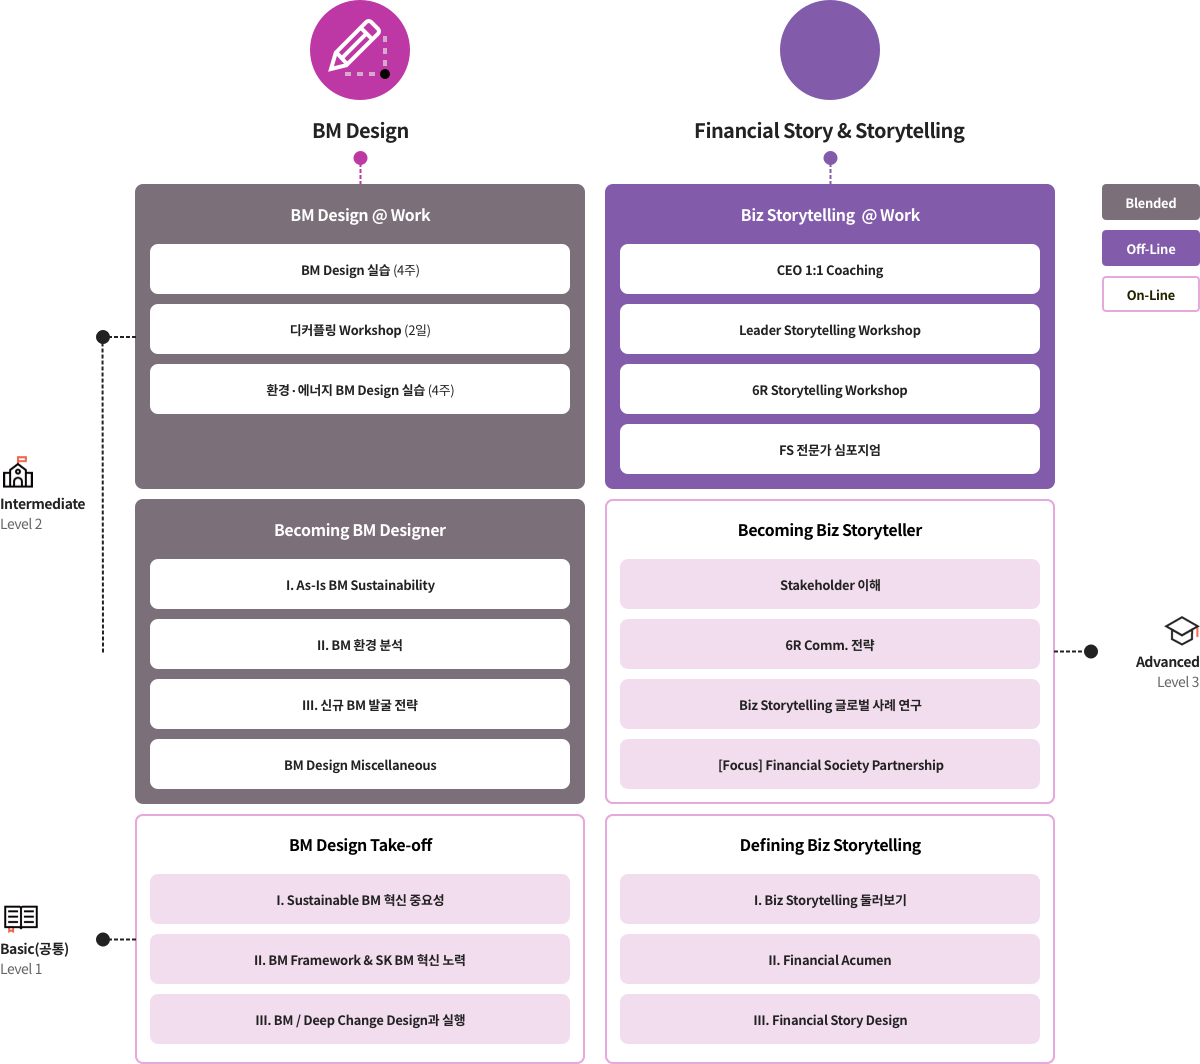 BM Design
Financial Story & Storytelling
BM Design @ Work
BM Design 실습 (4주)
디커플링 Workshop (2일)
환경·에너지 BM Design 실습 (4주)
Biz Storytelling @ Work
CEO 1:1 Coaching
Leader Storytelling Workshop
6R Storytelling Workshop
FS 전문가 심포지엄
Blended
Off-Line
On-Line
Intermediate
Level 2
Becoming BM Designer
I. As-Is BM Sustainability
II. BM 환경 분석
III. 신규 BM 발굴 전략
BM Design Miscellaneous
Becoming Biz Storyteller
Stakeholder 이해
6R Comm. 전략
Biz Storytelling 글로벌 사례 연구
[Focus] Financial Society Partnership
Advanced
Level 3
Basic(공통)
Level 1
BM Design Take-off
I. Sustainable BM 혁신 중요성
II. BM Framework & SK BM 혁신 노력
III. BM / Deep Change Design과 실행
Defining Biz Storytelling
I. Biz Storytelling 둘러보기
II. Financial Acumen
III. Financial Story Design